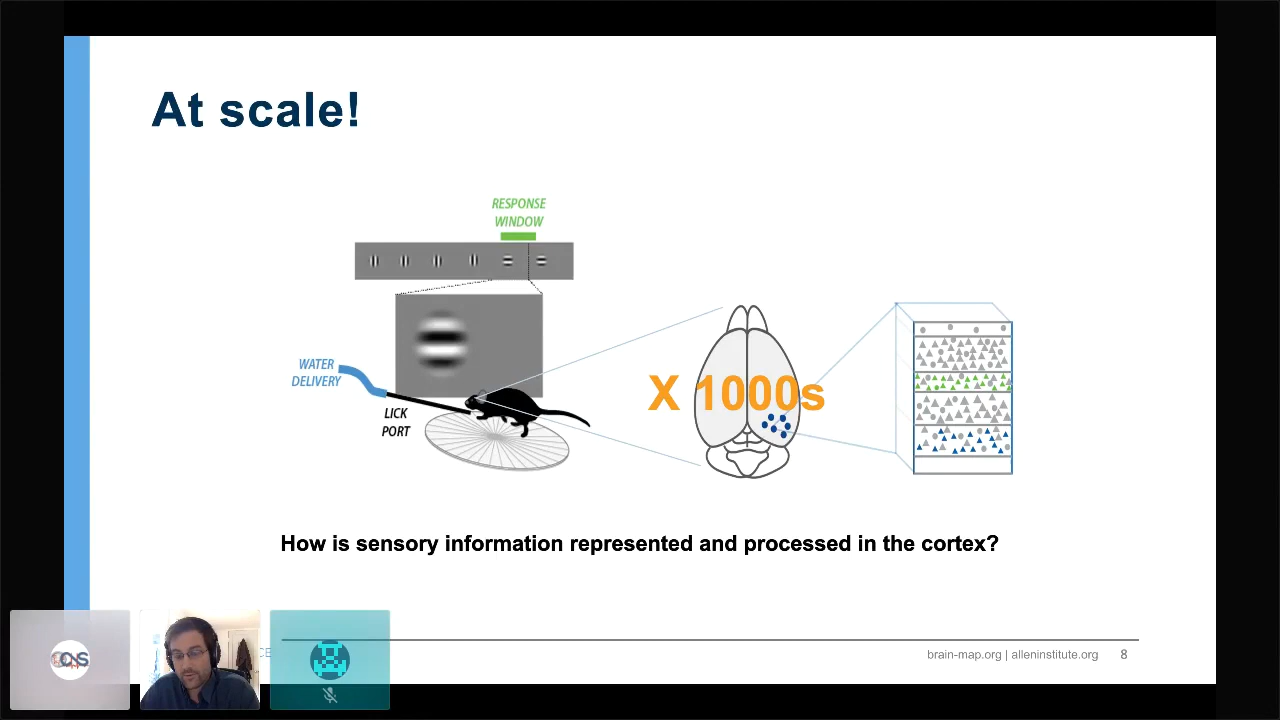 At scale!
RESPONSE
WINDOW
WATER
DELIVERY
LICK
PORT
X 1000s
How is sensory information represented and processed in the cortex?
brain-map.org | alleninstitute.org
8